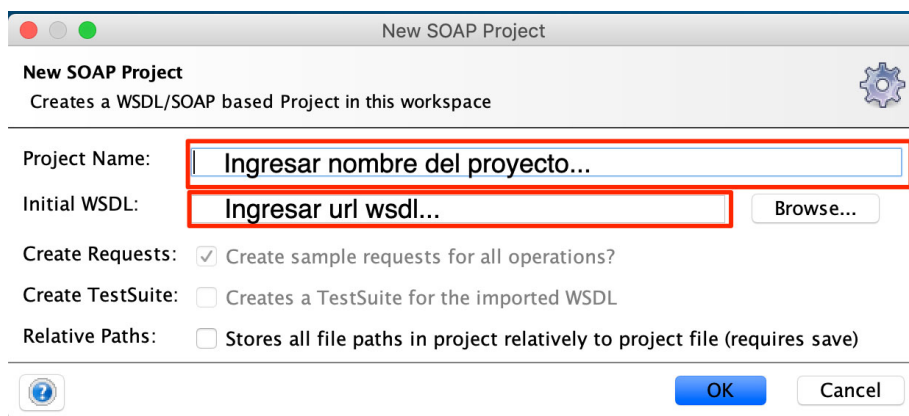 New SOAP Project
New SOAP Project
Creates a WSDL/SOAP based Project in this workspace
Project Name: Ingresar nombre del proyecto...
Initial WSDL: Ingresar url wsdl... Browse...
Create Requests: Create sample requests for all operations?
Create TestSuite: Creates a TestSuite for the imported WSDL
Relative Paths: Stores all file paths in project relatively to project file (requires save)
? OK Cancel